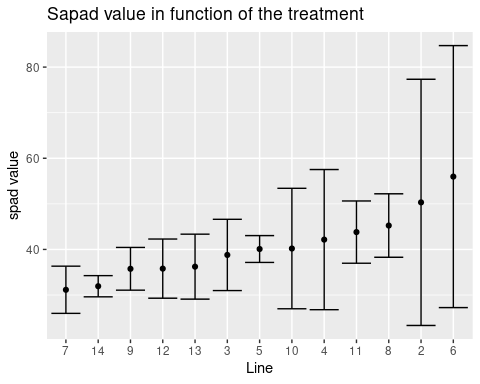 Sapad value in function of the treatment
80
60
40
spad value
7 14 9 12 13 3 5 10 4 11 8 2 6
Line